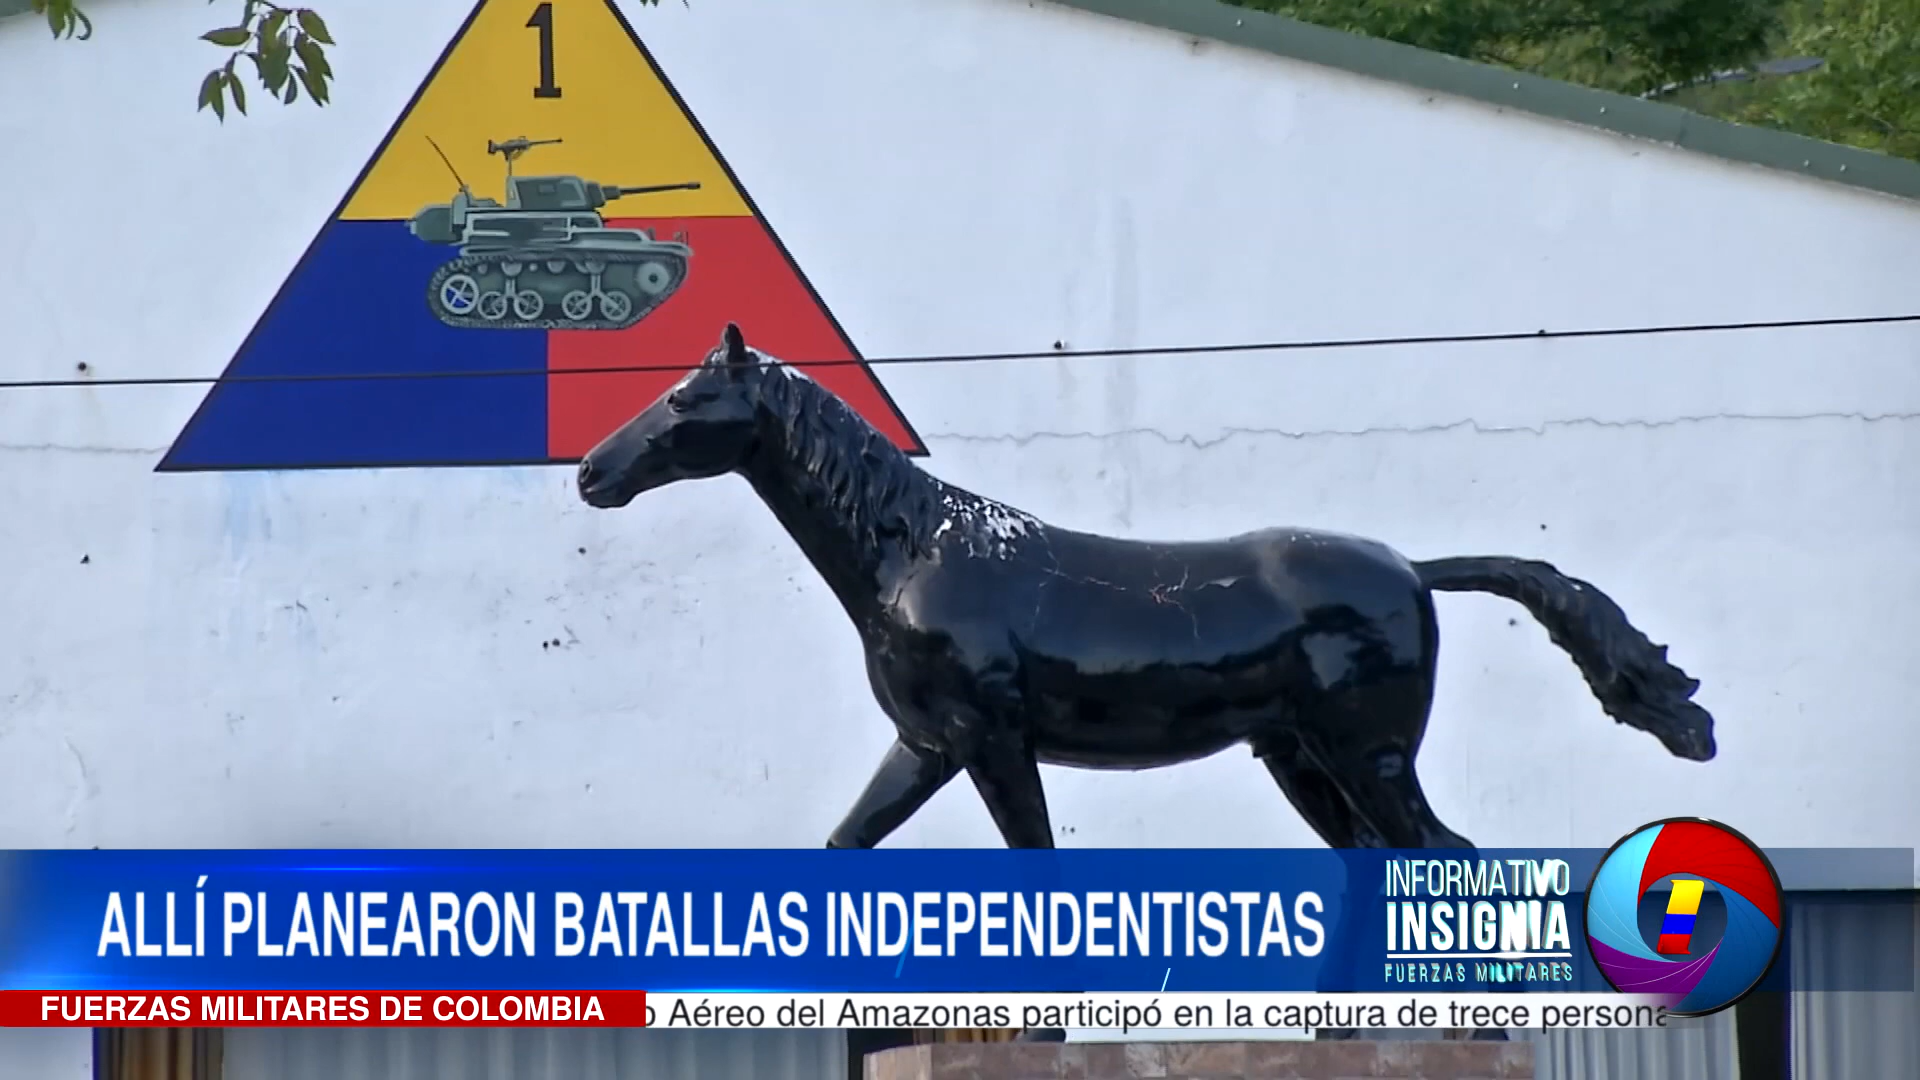 1
ALLÍ PLANEARON BATALLAS INDEPENDENTISTAS
INFORMATIVO
INSIGNIA
FUERZAS MILITARES
1
FUERZAS MILITARES DE COLOMBIA
Aéreo del Amazonas participó en la captura de trece